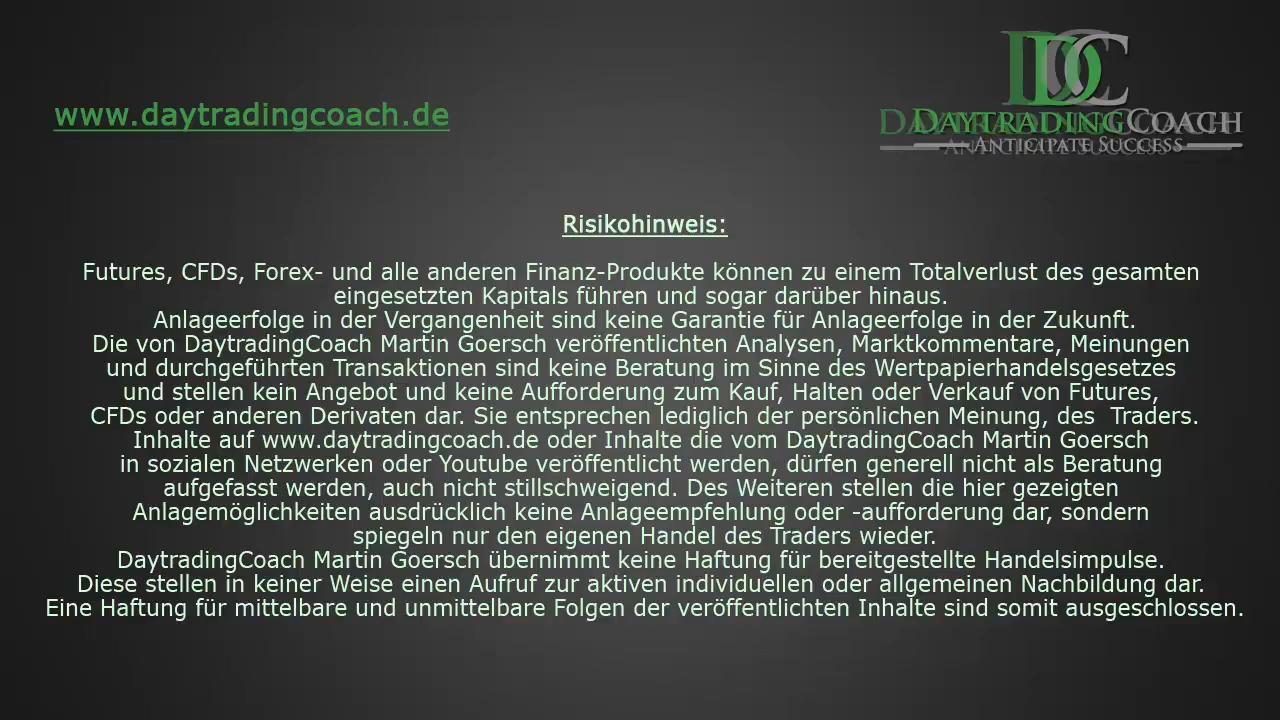 DC
www.daytradingcoach.de
DAYTRADINGCOACH
ANTICIPATE SUCCESS
Risikohinweis:
Futures, CFDs, Forex- und alle anderen Finanz-Produkte können zu einem Totalverlust des gesamten
eingesetzten Kapitals führen und sogar darüber hinaus.
Anlageerfolge in der Vergangenheit sind keine Garantie für Anlageerfolge in der Zukunft.
Die von DaytradingCoach Martin Goersch veröffentlichten Analysen, Marktkommentare, Meinungen
und durchgeführten Transaktionen sind keine Beratung im Sinne des Wertpapierhandelsgesetzes
und stellen kein Angebot und keine Aufforderung zum Kauf, Halten oder Verkauf von Futures,
CFDs oder anderen Derivaten dar. Sie entsprechen lediglich der persönlichen Meinung, des  Traders.
Inhalte auf www.daytradingcoach.de oder Inhalte die vom DaytradingCoach Martin Goersch
in sozialen Netzwerken oder Youtube veröffentlicht werden, dürfen generell nicht als Beratung
aufgefasst werden, auch nicht stillschweigend. Des Weiteren stellen die hier gezeigten
Anlagemöglichkeiten ausdrücklich keine Anlageempfehlung oder -aufforderung dar, sondern
spiegeln nur den eigenen Handel des Traders wieder.
DaytradingCoach Martin Goersch übernimmt keine Haftung für bereitgestellte Handelsimpulse.
Diese stellen in keiner Weise einen Aufruf zur aktiven individuellen oder allgemeinen Nachbildung dar.
Eine Haftung für mittelbare und unmittelbare Folgen der veröffentlichten Inhalte sind somit ausgeschlossen.